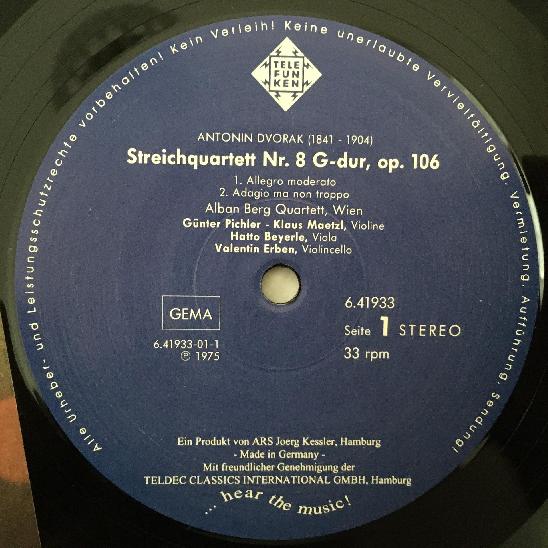 Alle Urheber- und Leistungsschutzrechte vorbehalten! Kein Verleih! Keine unerlaubte Vervielfältigung, Vermietung, Aufführung, Sendung!
TELE
FUN
KEN
ANTONIN DVORAK (1841 - 1904)
Streichquartett Nr. 8 G-dur, op. 106
1. Allegro moderato
2. Adagio ma non troppo
Alban Berg Quartett, Wien
Günter Pichler - Klaus Maetzl, Violine
Hatto Beyerle, Viola
Valentin Erben, Violincello
GEMA
6.41933-01-1
℗ 1975
6.41933
Seite 1 STEREO
33 rpm
Ein Produkt von ARS Joerg Kessler, Hamburg
- Made in Germany -
Mit freundlicher Genehmigung der
TELDEC CLASSICS INTERNATIONAL GMBH, Hamburg
... hear the music!